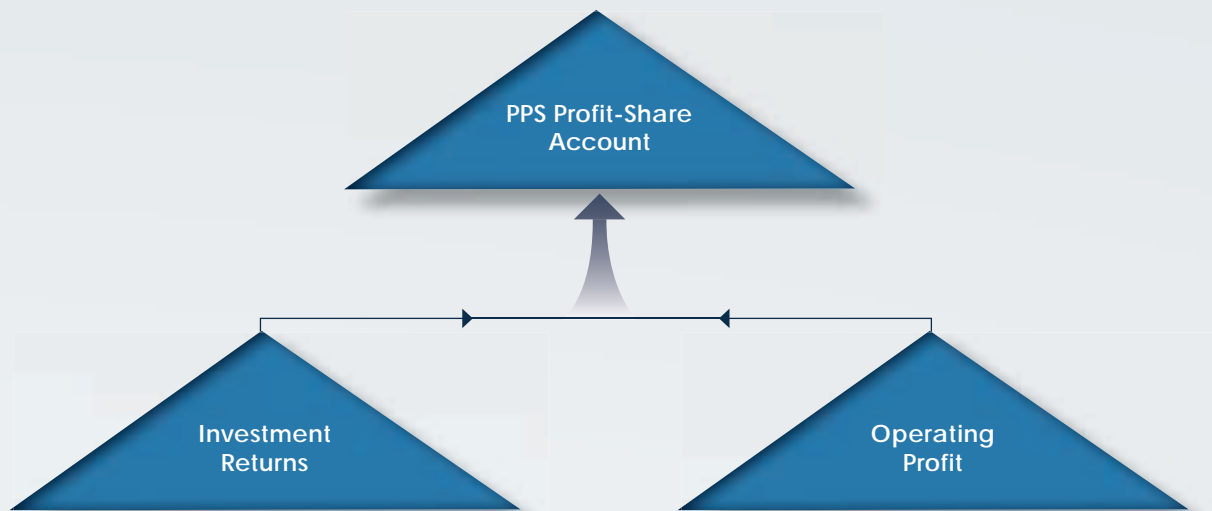 PPS Profit-Share
Account
Investment
Returns
Operating
Profit